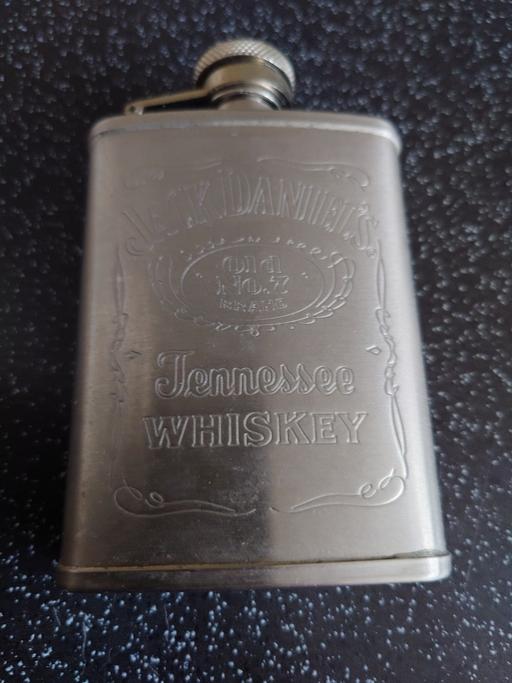 JACK DANIEL'S
Old
No.7
BRAND
Tennessee
WHISKEY